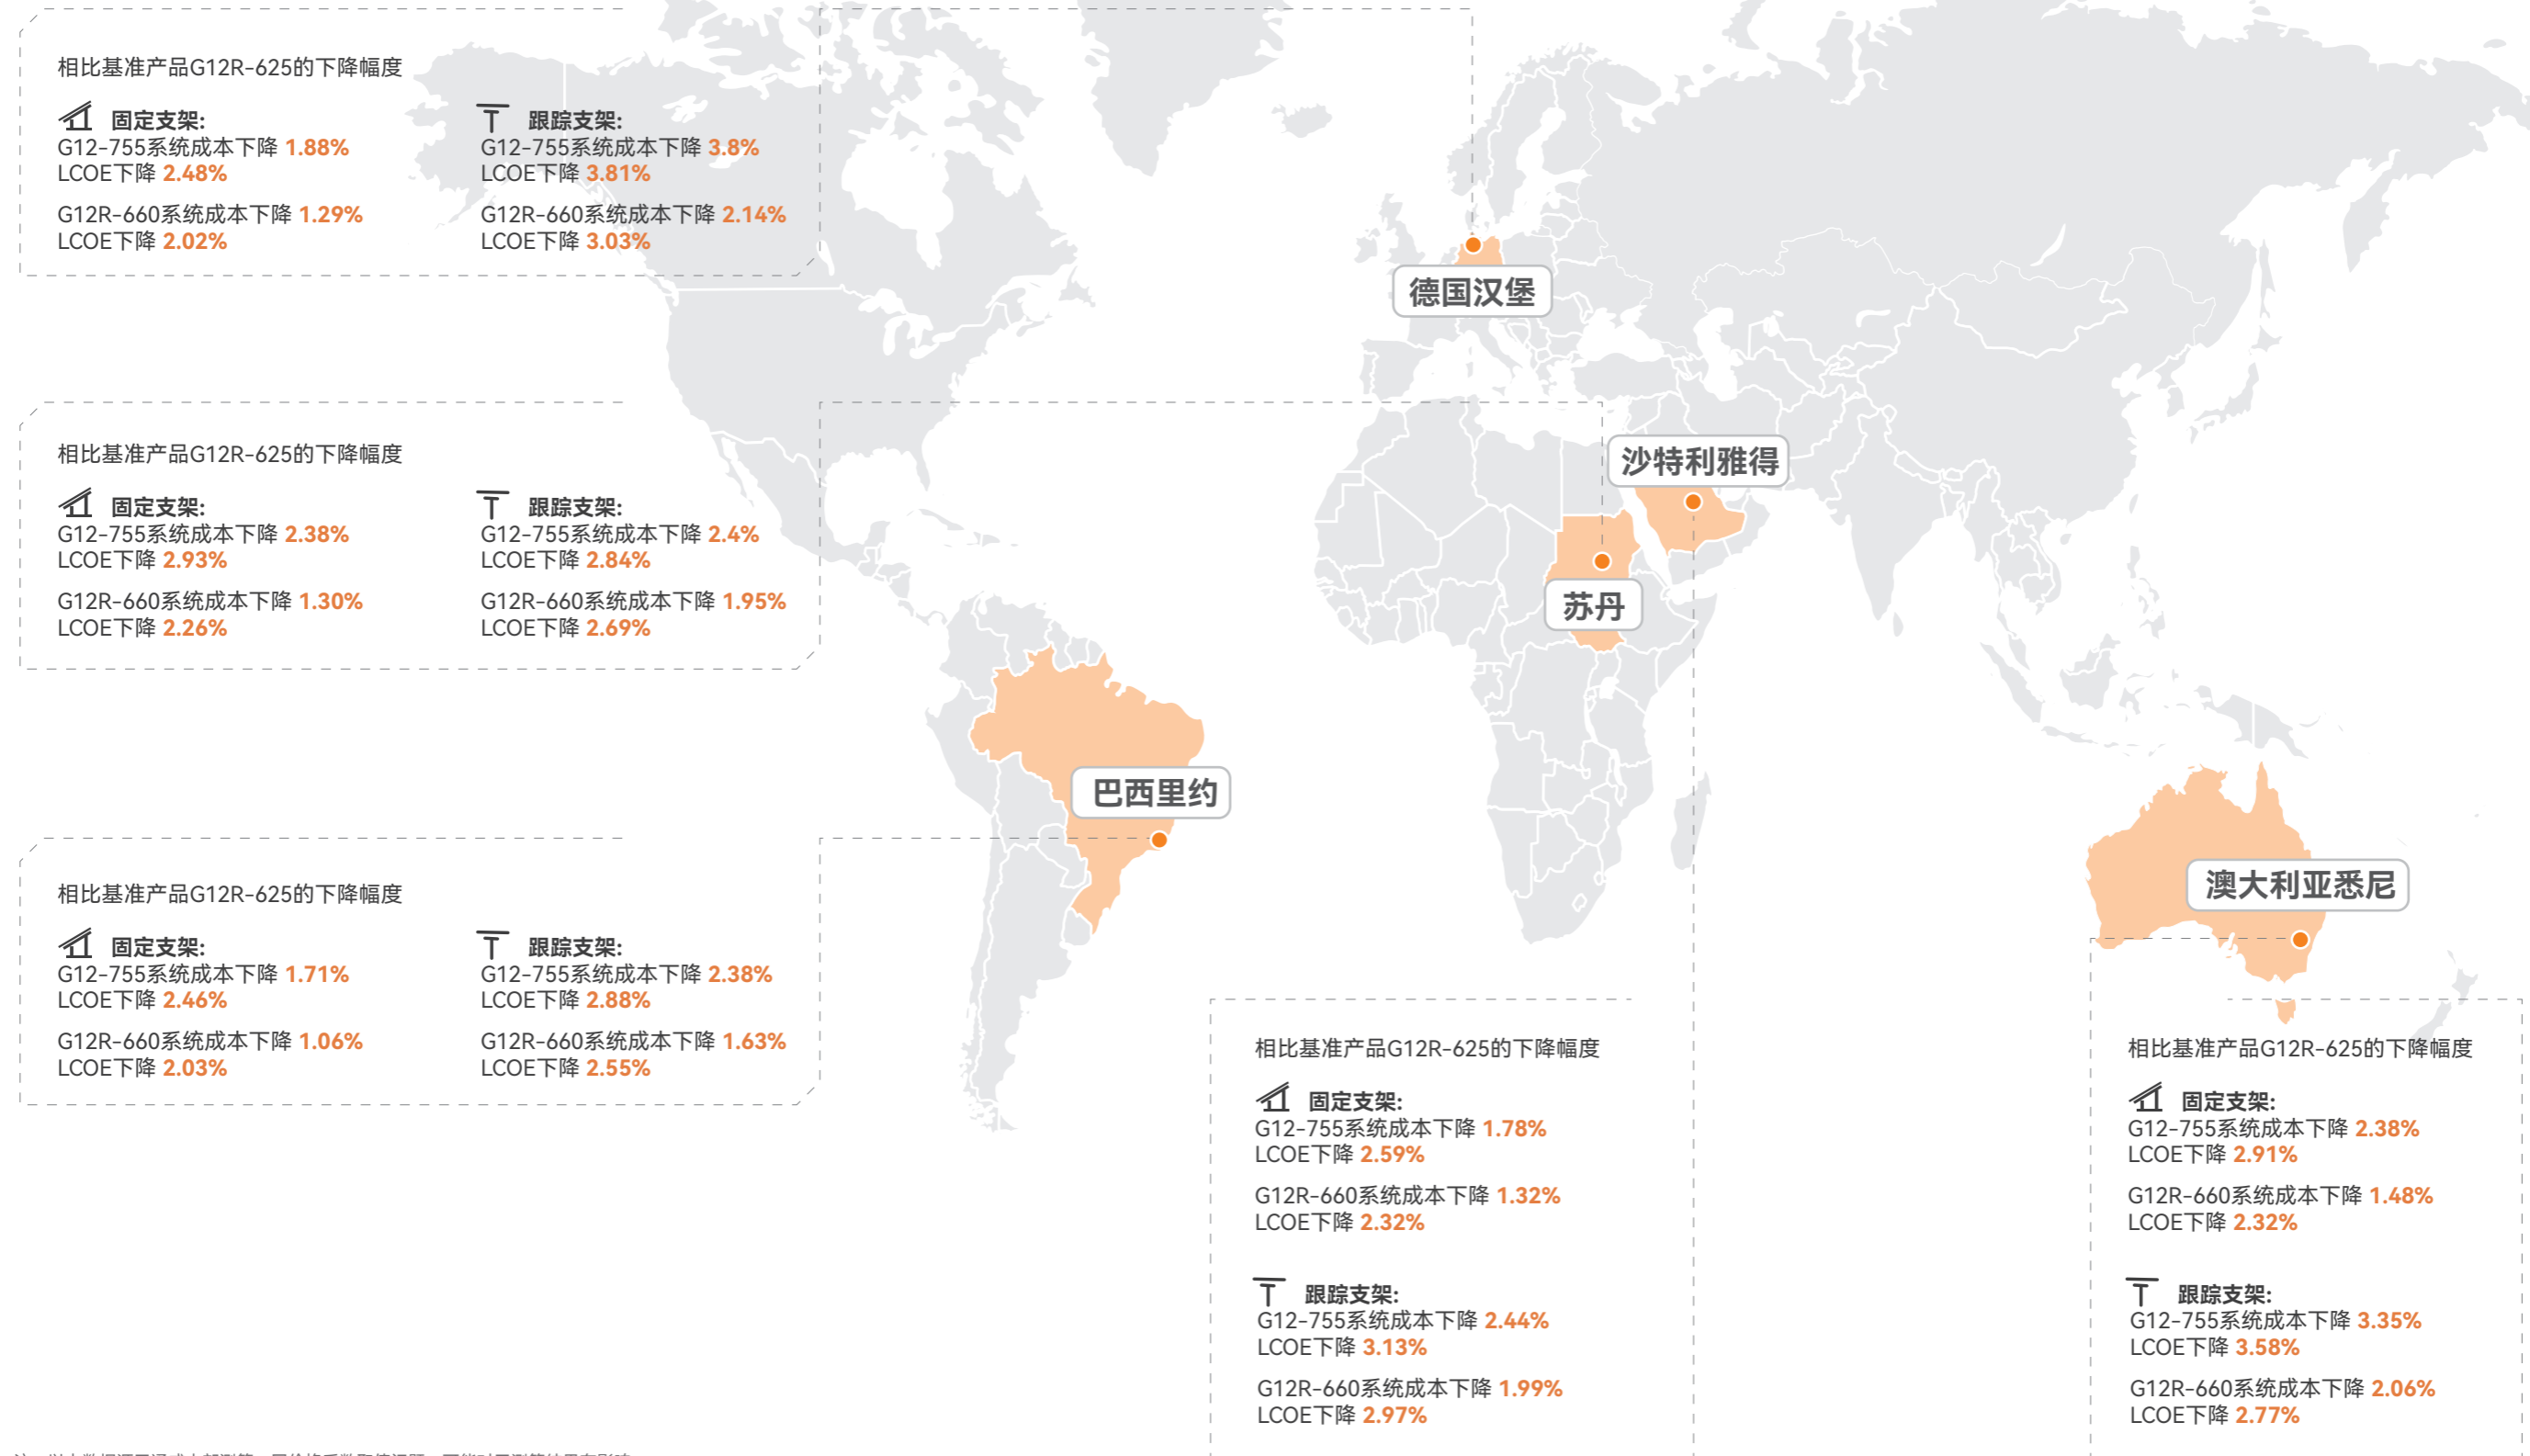 相比基准产品G12R-625的下降幅度
固定支架:
G12-755系统成本下降 1.88%
LCOE下降 2.48%
G12R-660系统成本下降 1.29%
LCOE下降 2.02%
跟踪支架:
G12-755系统成本下降 3.8%
LCOE下降 3.81%
G12R-660系统成本下降 2.14%
LCOE下降 3.03%
德国汉堡
相比基准产品G12R-625的下降幅度
固定支架:
G12-755系统成本下降 2.38%
LCOE下降 2.93%
G12R-660系统成本下降 1.30%
LCOE下降 2.26%
跟踪支架:
G12-755系统成本下降 2.4%
LCOE下降 2.84%
G12R-660系统成本下降 1.95%
LCOE下降 2.69%
沙特利雅得
苏丹
巴西里约
相比基准产品G12R-625的下降幅度
固定支架:
G12-755系统成本下降 1.71%
LCOE下降 2.46%
G12R-660系统成本下降 1.06%
LCOE下降 2.03%
跟踪支架:
G12-755系统成本下降 2.38%
LCOE下降 2.88%
G12R-660系统成本下降 1.63%
LCOE下降 2.55%
澳大利亚悉尼
相比基准产品G12R-625的下降幅度
固定支架:
G12-755系统成本下降 1.78%
LCOE下降 2.59%
G12R-660系统成本下降 1.32%
LCOE下降 2.32%
跟踪支架:
G12-755系统成本下降 2.44%
LCOE下降 3.13%
G12R-660系统成本下降 1.99%
LCOE下降 2.97%
相比基准产品G12R-625的下降幅度
固定支架:
G12-755系统成本下降 2.38%
LCOE下降 2.91%
G12R-660系统成本下降 1.48%
LCOE下降 2.32%
跟踪支架:
G12-755系统成本下降 3.35%
LCOE下降 3.58%
G12R-660系统成本下降 2.06%
LCOE下降 2.77%